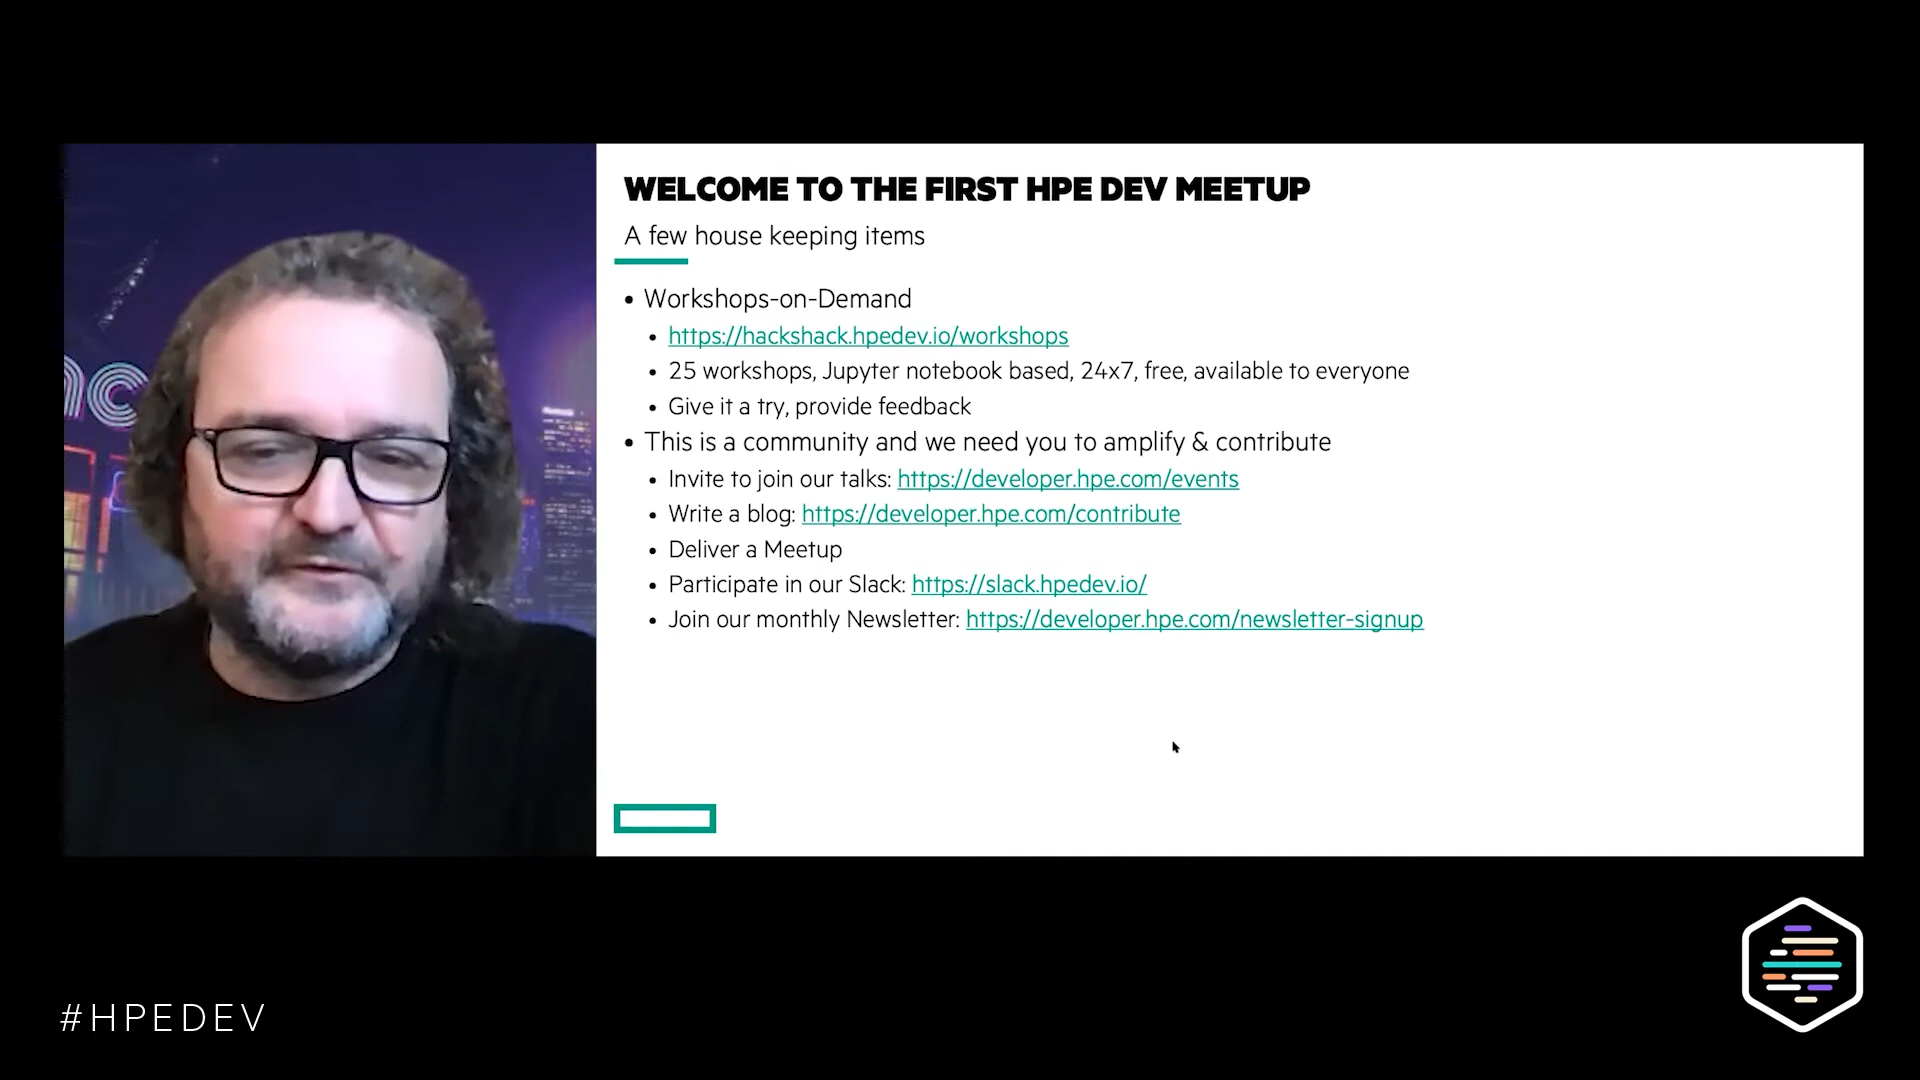 WELCOME TO THE FIRST HPE DEV MEETUP
A few house keeping items
• Workshops-on-Demand
• https://hackshack.hpedev.io/workshops
• 25 workshops, Jupyter notebook based, 24x7, free, available to everyone
• Give it a try, provide feedback
• This is a community and we need you to amplify & contribute
• Invite to join our talks: https://developer.hpe.com/events
• Write a blog: https://developer.hpe.com/contribute
• Deliver a Meetup
• Participate in our Slack: https://slack.hpedev.io/
• Join our monthly Newsletter: https://developer.hpe.com/newsletter-signup
#HPEDEV